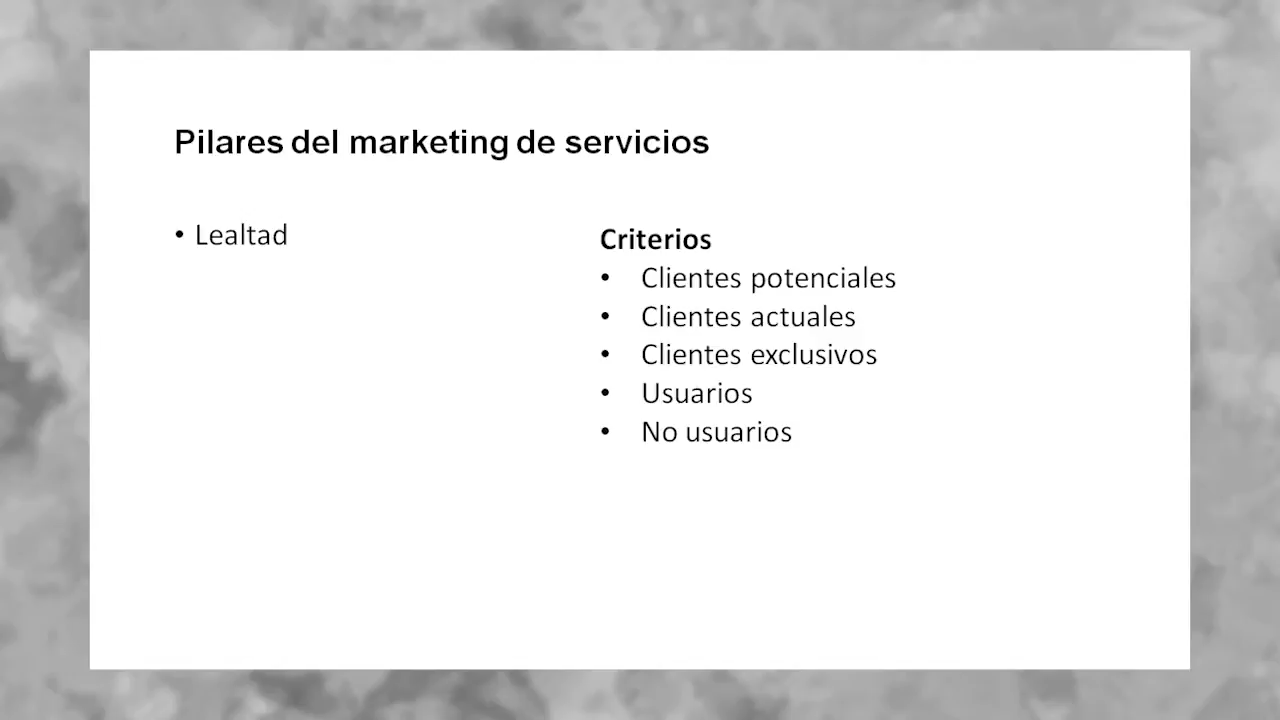 Pilares del marketing de servicios
• Lealtad
Criterios
• Clientes potenciales
• Clientes actuales
• Clientes exclusivos
• Usuarios
• No usuarios